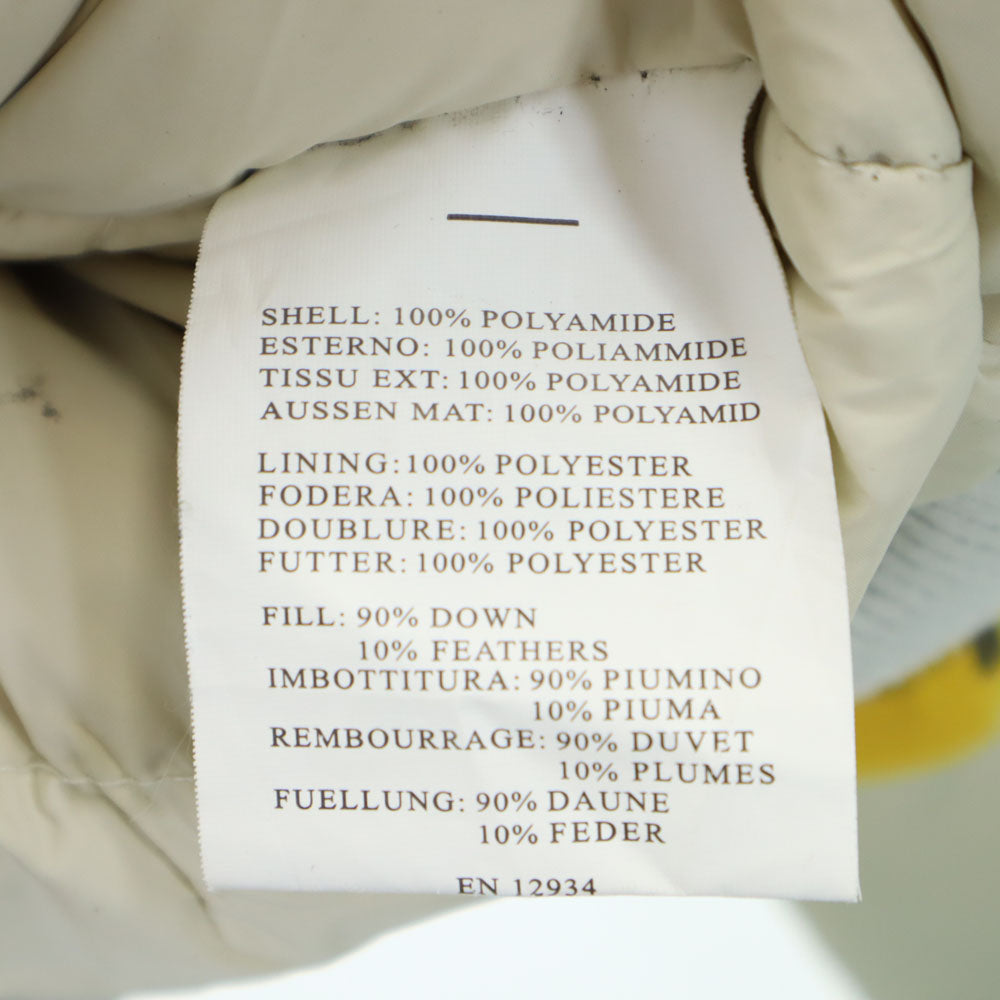 SHELL: 100% POLYAMIDE
ESTERNO: 100% POLIAMMIDE
TISSU EXT: 100% POLYAMIDE
AUSSEN MAT: 100% POLYAMID
LINING:100% POLYESTER
FODERA: 100% POLIESTERE
DOUBLURE: 100% POLYESTER
FUTTER: 100% POLYESTER
FILL: 90% DOWN
10% FEATHERS
IMBOTTITURA: 90% PIUMINO
10% PIUMA
REMBOURRAGE: 90% DUVET
10% PLUMES
FUELLUNG: 90% DAUNE
10% FEDER
EN 12934